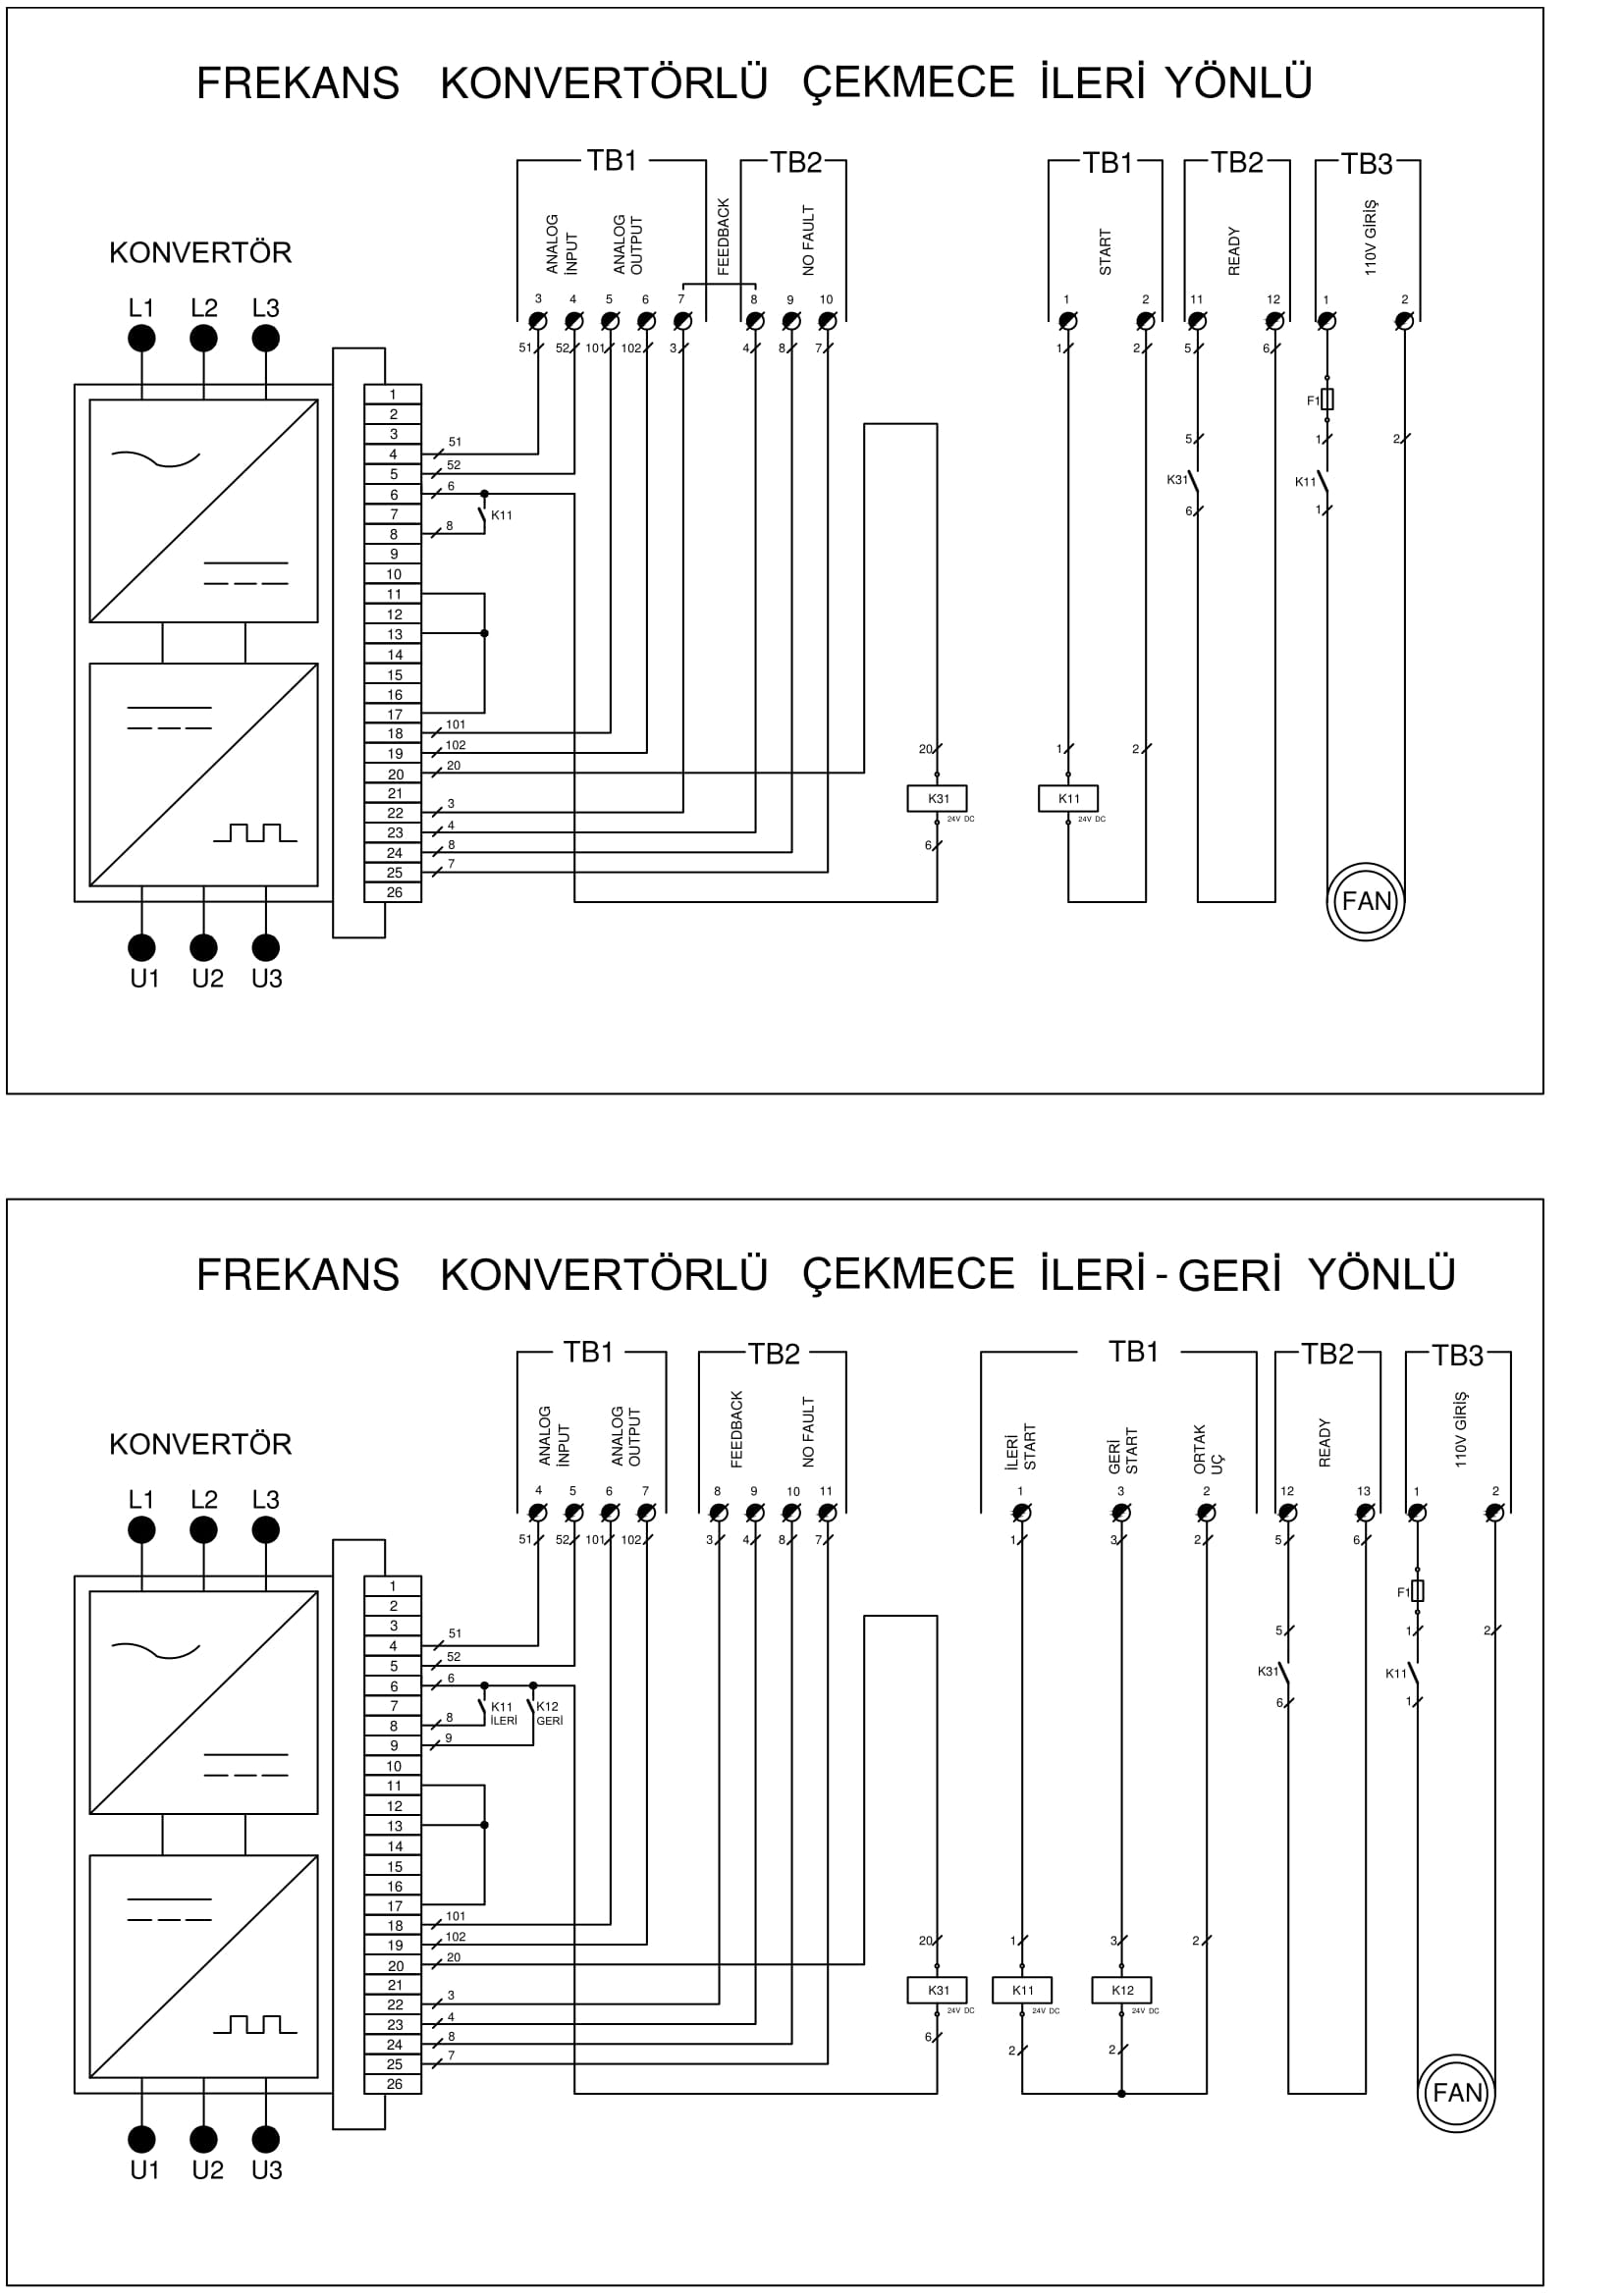 FREKANS KONVERTÖRLÜ ÇEKMECE İLERİ YÖNLÜ
TB1
TB2
TB1
TB2
TB3
ANALOG
İNPUT
ANALOG
OUTPUT
FEEDBACK
NO FAULT
START
READY
110V GİRİŞ
KONVERTÖR
L1 L2 L3
3 4 5 6 7 8 9 10
1 2 11 12 1 2
51 52 101 102 3 4 8 7
1 2 5 6
F1
5 1 2
K31 K11
6 1
1
2
3
4 51
5 52
6 6
7 K11
8 8
9
10
11
12
13
14
15
16
17
18 101
19 102
20 20
21
22 3
23 4
24 8
25 7
26
20 1 2
K31 K11
24V DC 24V DC
6
FAN
U1 U2 U3
FREKANS KONVERTÖRLÜ ÇEKMECE İLERİ - GERİ YÖNLÜ
TB1
TB2
TB1
TB2
TB3
ANALOG
İNPUT
ANALOG
OUTPUT
FEEDBACK
NO FAULT
İLERİ
START
GERİ
START
ORTAK
UÇ
READY
110V GİRİŞ
KONVERTÖR
L1 L2 L3
4 5 6 7 8 9 10 11
1 3 2 12 13 1 2
51 52 101 102 3 4 8 7
1 3 2 5 6
F1
5 1 2
K31 K11
6 1
1
2
3
4 51
5 52
6 6
7 K11 K12
İLERİ GERİ
8 8
9 9
10
11
12
13
14
15
16
17
18 101
19 102
20 20
21
22 3
23 4
24 8
25 7
26
20 1 3 2
K31 K11 K12
24V DC 24V DC 24V DC
6 2 2
FAN
U1 U2 U3